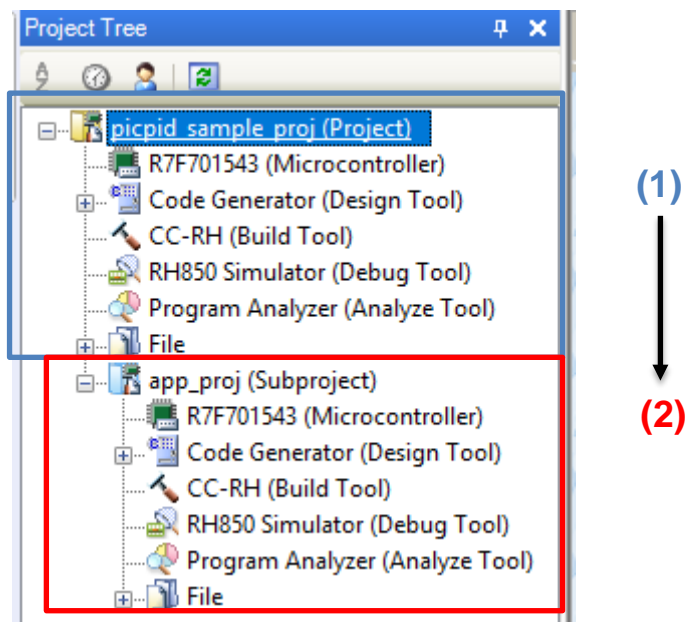 Project Tree
picpid_sample_proj (Project)
R7F701543 (Microcontroller)
Code Generator (Design Tool)
CC-RH (Build Tool)
RH850 Simulator (Debug Tool)
Program Analyzer (Analyze Tool)
File
app_proj (Subproject)
R7F701543 (Microcontroller)
Code Generator (Design Tool)
CC-RH (Build Tool)
RH850 Simulator (Debug Tool)
Program Analyzer (Analyze Tool)
File
(1)
(2)